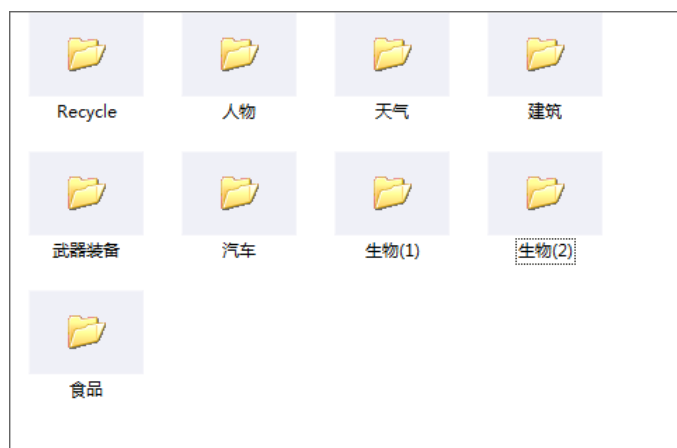 Recycle 人物 天气 建筑
武器装备 汽车 生物(1) 生物(2)
食品